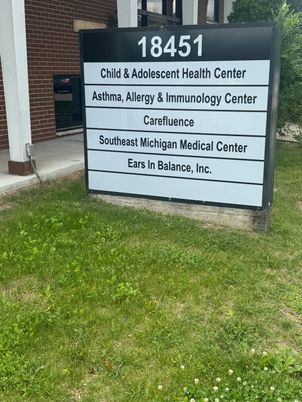 18451
Child & Adolescent Health Center
Asthma, Allergy & Immunology Center
Carefluence
Southeast Michigan Medical Center
Ears In Balance, Inc.